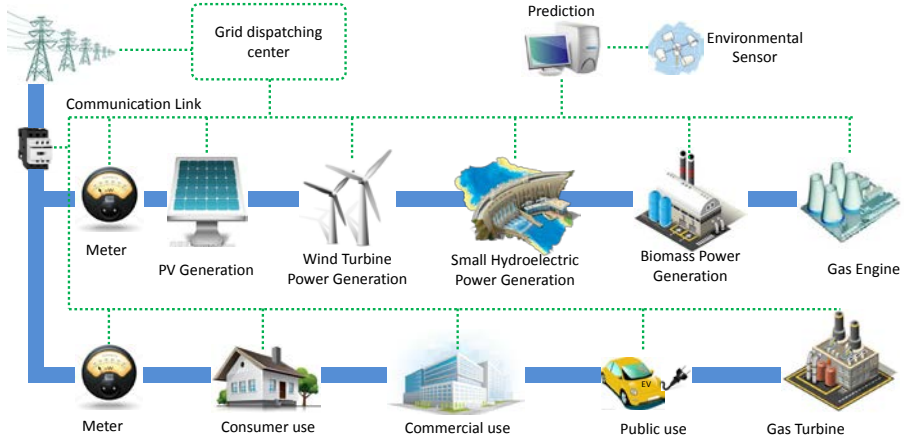 Grid dispatching
center
Prediction
Environmental
Sensor
Communication Link
Meter
PV Generation
Wind Turbine
Power Generation
Small Hydroelectric
Power Generation
Biomass Power
Generation
Gas Engine
EV
Meter
Consumer use
Commercial use
Public use
Gas Turbine